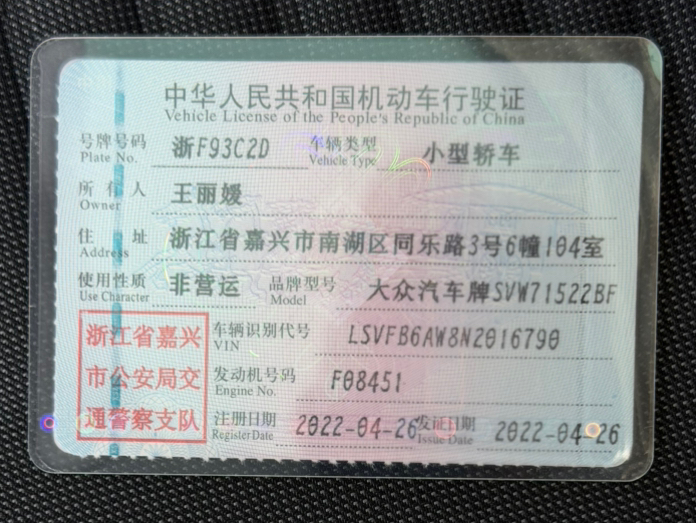 中华人民共和国机动车行驶证
Vehicle License of the People's Republic of China
号牌号码 浙F93C2D 车辆类型 小型轿车
Plate No. Vehicle Type
所有人 王丽嫒
Owner
住址 浙江省嘉兴市南湖区同乐路3号6幢104室
Address
使用性质 非营运 品牌型号 大众汽车牌SVW71522BF
Use Character Model
浙江省嘉兴
市公安局交
通警察支队
车辆识别代号 LSVFB6AW8N2016790
VIN
发动机号码 F08451
Engine No.
注册日期 2022-04-26 发证日期 2022-04-26
Register Date Issue Date